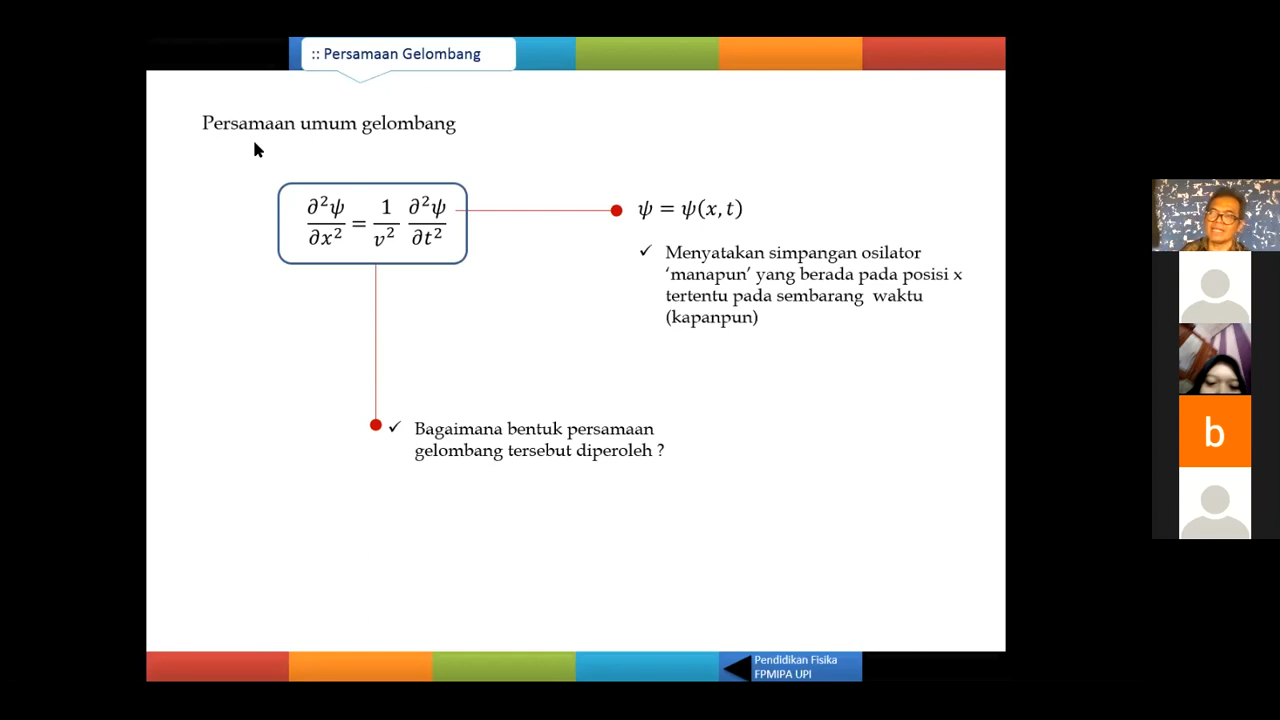 :: Persamaan Gelombang
Persamaan umum gelombang
∂²ψ/∂x² = 1/v² ∂²ψ/∂t²
ψ = ψ(x, t)
✓ Menyatakan simpangan osilator
‘manapun’ yang berada pada posisi x
tertentu pada sembarang waktu
(kapanpun)
✓ Bagaimana bentuk persamaan
gelombang tersebut diperoleh ?
b
Pendidikan Fisika
FPMIPA UPI